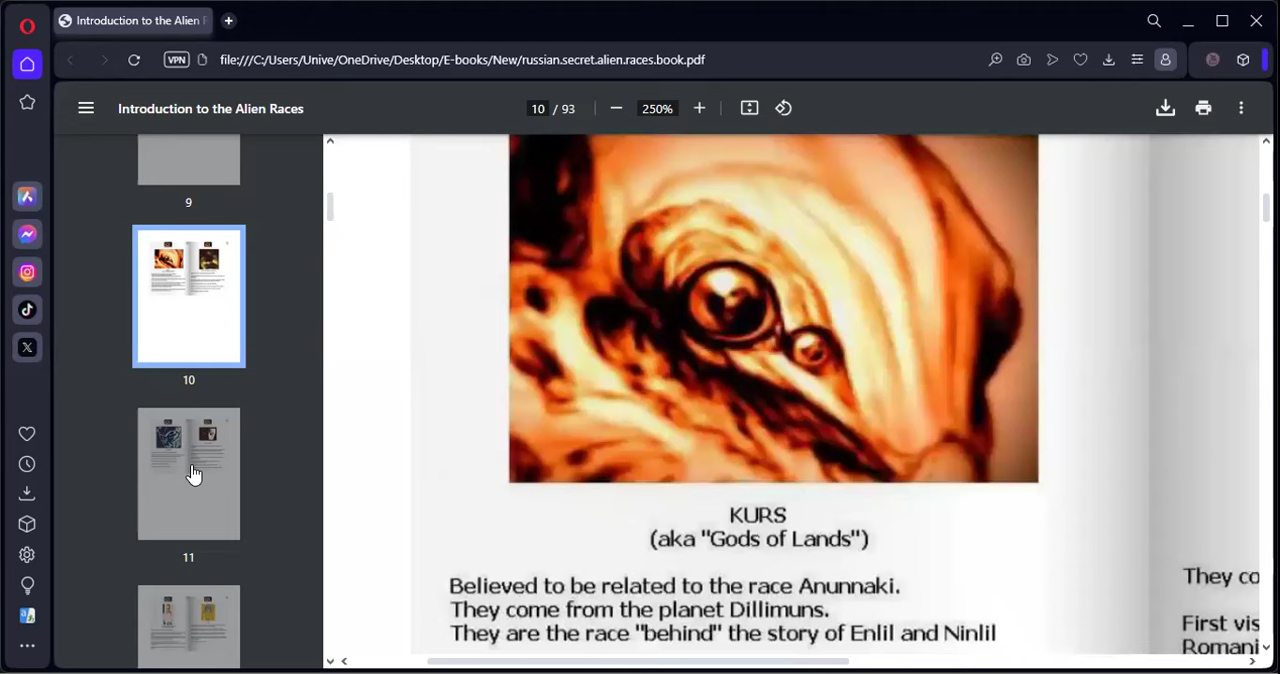 Introduction to the Alien R
VPN
file:///C:/Users/Unive/OneDrive/Desktop/E-books/New/russian.secret.alien.races.book.pdf
Introduction to the Alien Races
10 / 93
250%
9
10
11
KURS
(aka "Gods of Lands")
Believed to be related to the race Anunnaki.
They come from the planet Dillimuns.
They are the race "behind" the story of Enlil and Ninlil
They co
First vis
Romani